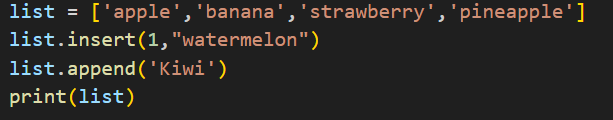 list = ['apple','banana','strawberry','pineapple']
list.insert(1,"watermelon")
list.append('Kiwi')
print(list)